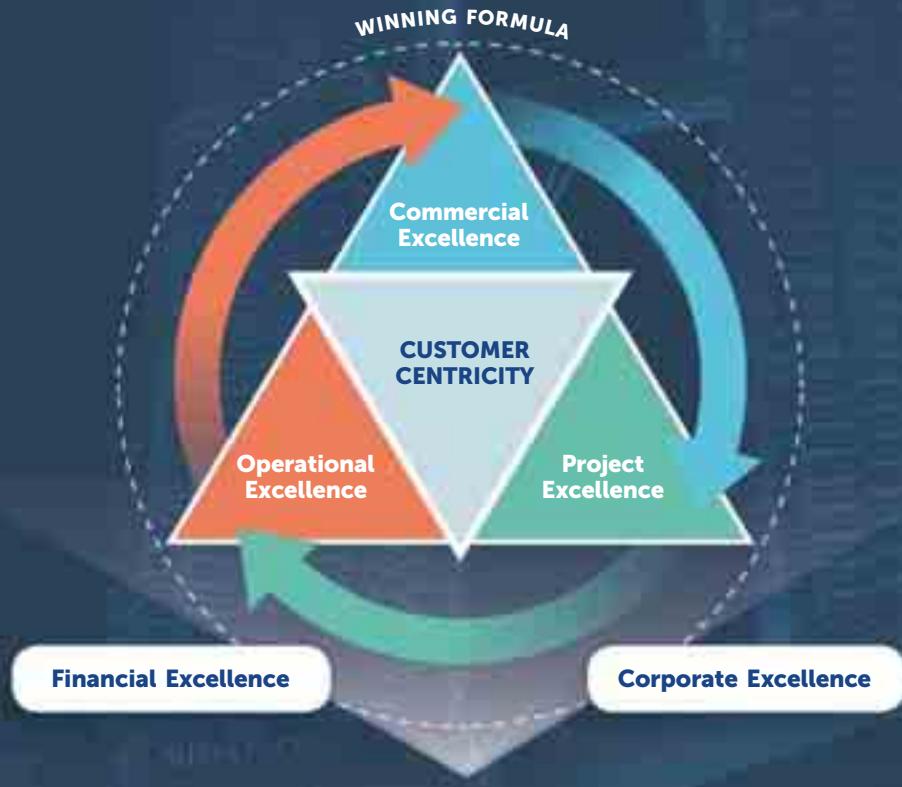 WINNING FORMULA
Commercial
Excellence
CUSTOMER
CENTRICITY
Operational
Excellence
Project
Excellence
Financial Excellence
Corporate Excellence